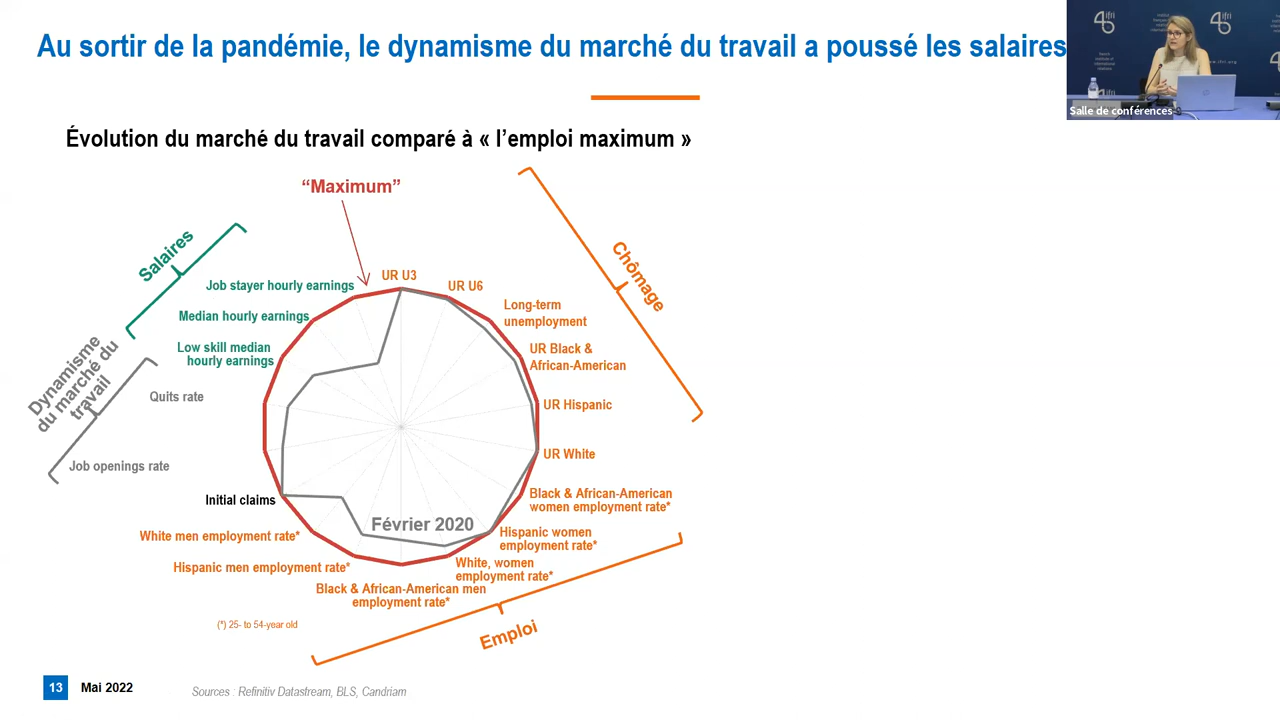 Au sortir de la pandémie, le dynamisme du marché du travail a poussé les salaires
Évolution du marché du travail comparé à « l’emploi maximum »
“Maximum”
Salaires
Dynamisme
du marché du
travail
Chômage
Emploi
UR U3
UR U6
Long-term
unemployment
UR Black &
African-American
UR Hispanic
UR White
Black & African-American
women employment rate*
Hispanic women
employment rate*
White, women
employment rate*
Black & African-American men
employment rate*
Hispanic men employment rate*
White men employment rate*
Initial claims
Job openings rate
Quits rate
Low skill median
hourly earnings
Median hourly earnings
Job stayer hourly earnings
Février 2020
(*) 25- to 54-year old
13
Mai 2022
Sources : Refinitiv Datastream, BLS, Candriam
ifri
ifri
Salle de conférences